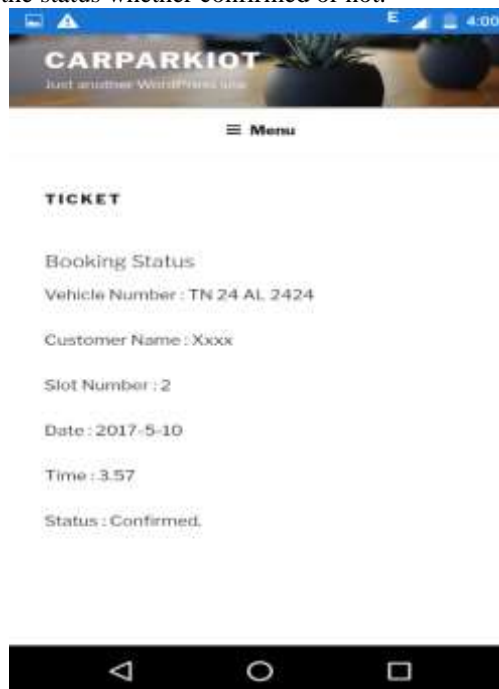 the status whether confirmed or not.
E 4:00
CARPARKIOT
Just another WordPress site
≡ Menu
TICKET
Booking Status
Vehicle Number : TN 24 AL 2424
Customer Name : Xxxx
Slot Number : 2
Date : 2017-5-10
Time : 3.57
Status : Confirmed.